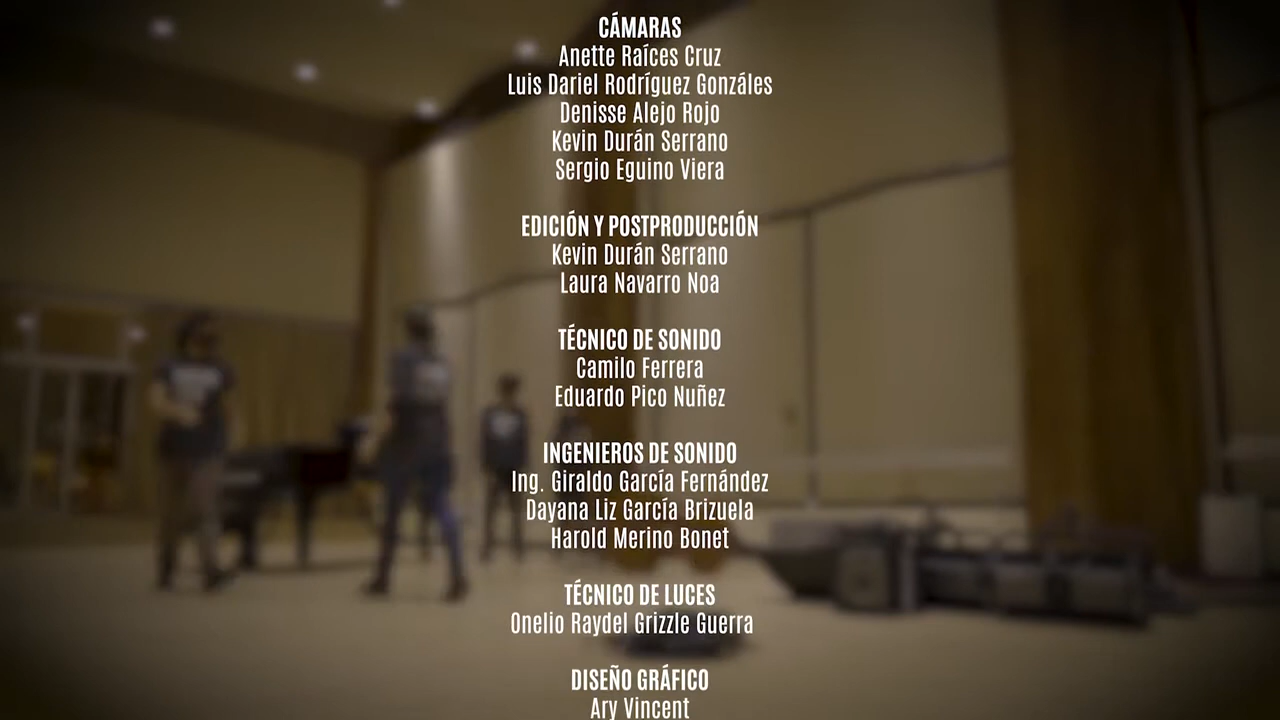 CÁMARAS
Anette Raíces Cruz
Luis Dariel Rodríguez Gonzáles
Denisse Alejo Rojo
Kevin Durán Serrano
Sergio Eguino Viera
EDICIÓN Y POSTPRODUCCIÓN
Kevin Durán Serrano
Laura Navarro Noa
TÉCNICO DE SONIDO
Camilo Ferrera
Eduardo Pico Nuñez
INGENIEROS DE SONIDO
Ing. Giraldo García Fernández
Dayana Liz García Brizuela
Harold Merino Bonet
TÉCNICO DE LUCES
Onelio Raydel Grizzle Guerra
DISEÑO GRÁFICO
Ary Vincent